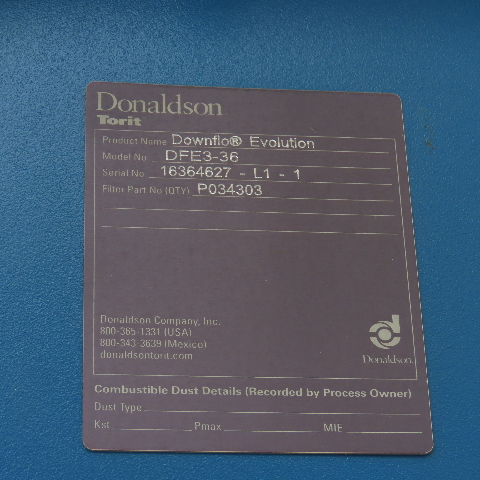 Donaldson
Torit
Product Name Downflo® Evolution
Model No. DFE3-36
Serial No. 16364627 - L1 - 1
Filter Part No (QTY) P034303
Donaldson Company, Inc.
800-365-1331 (USA)
800-343-3639 (Mexico)
donaldsontorit.com
Donaldson.
Combustible Dust Details (Recorded by Process Owner)
Dust Type
Kst Pmax MIE